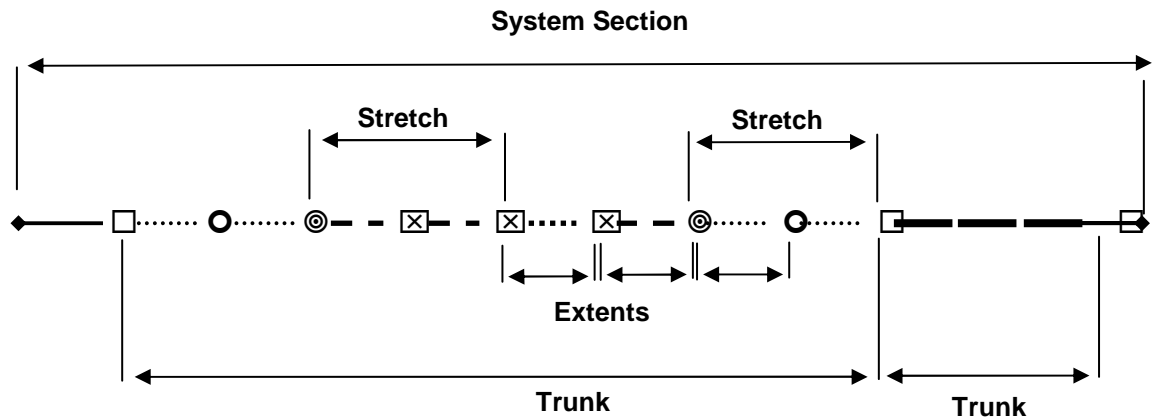 System Section
Stretch
Stretch
Extents
Trunk
Trunk